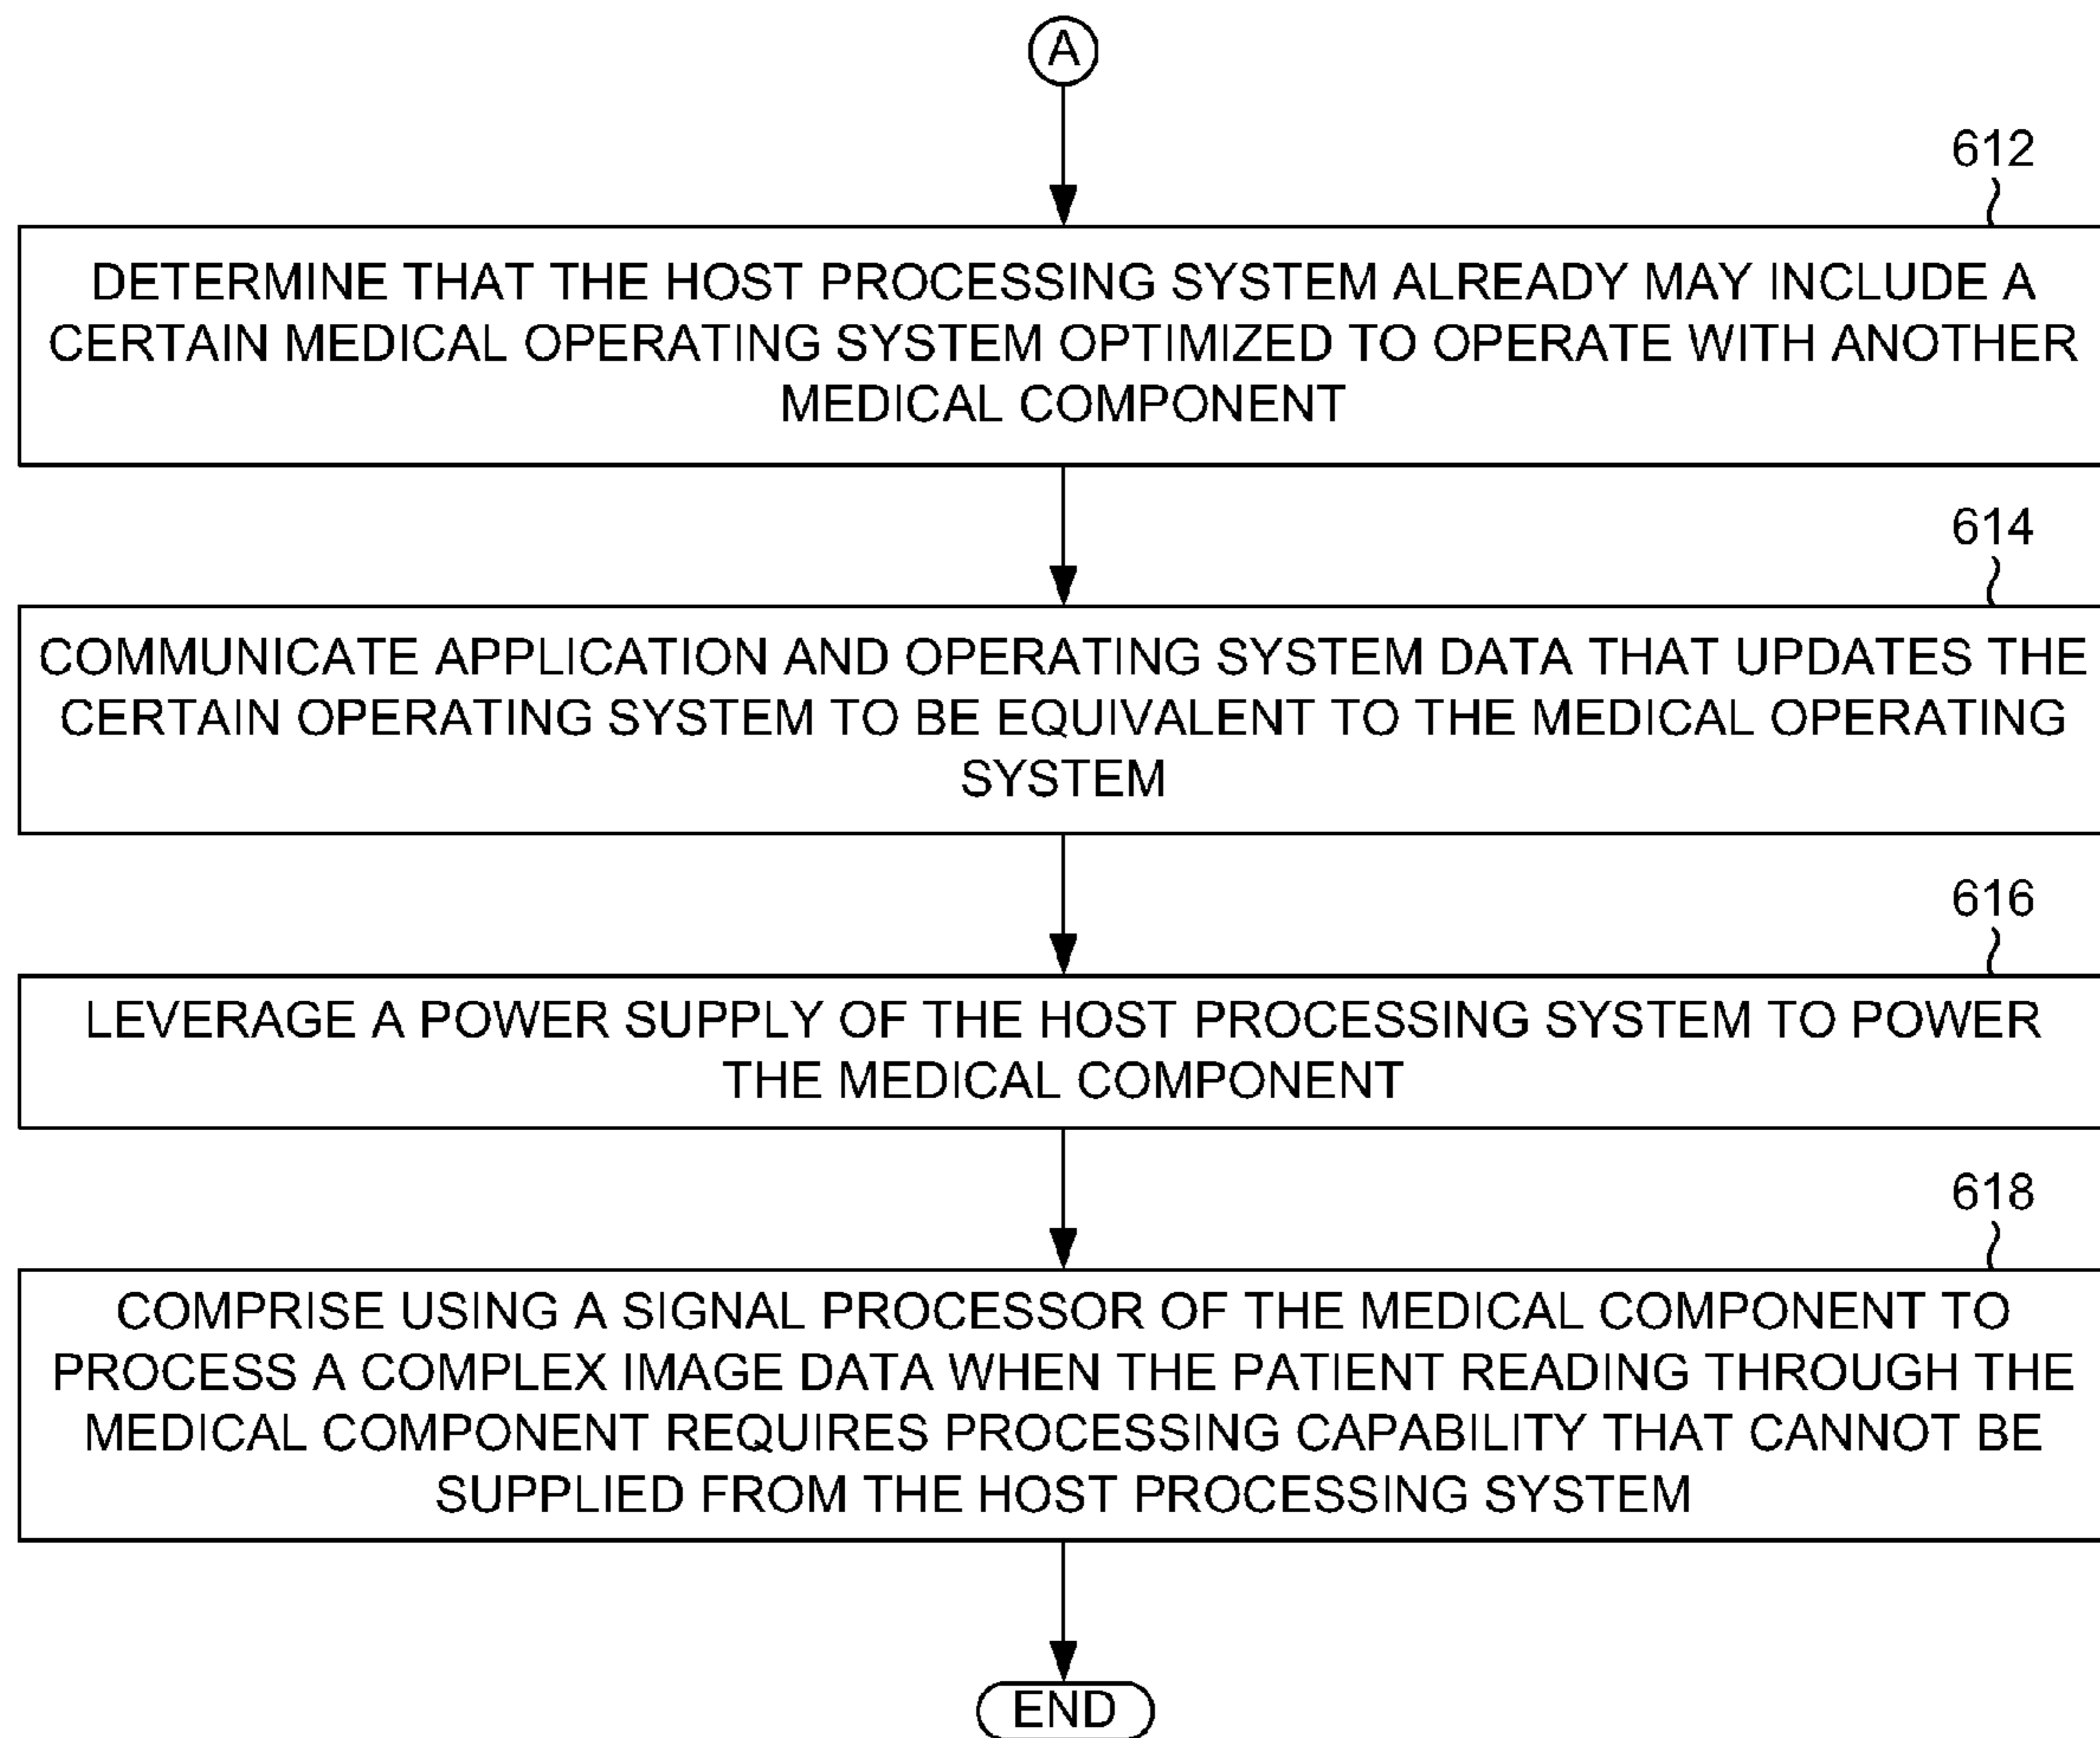 A
612
DETERMINE THAT THE HOST PROCESSING SYSTEM ALREADY MAY INCLUDE A
CERTAIN MEDICAL OPERATING SYSTEM OPTIMIZED TO OPERATE WITH ANOTHER
MEDICAL COMPONENT
614
COMMUNICATE APPLICATION AND OPERATING SYSTEM DATA THAT UPDATES THE
CERTAIN OPERATING SYSTEM TO BE EQUIVALENT TO THE MEDICAL OPERATING
SYSTEM
616
LEVERAGE A POWER SUPPLY OF THE HOST PROCESSING SYSTEM TO POWER
THE MEDICAL COMPONENT
618
COMPRISE USING A SIGNAL PROCESSOR OF THE MEDICAL COMPONENT TO
PROCESS A COMPLEX IMAGE DATA WHEN THE PATIENT READING THROUGH THE
MEDICAL COMPONENT REQUIRES PROCESSING CAPABILITY THAT CANNOT BE
SUPPLIED FROM THE HOST PROCESSING SYSTEM
END